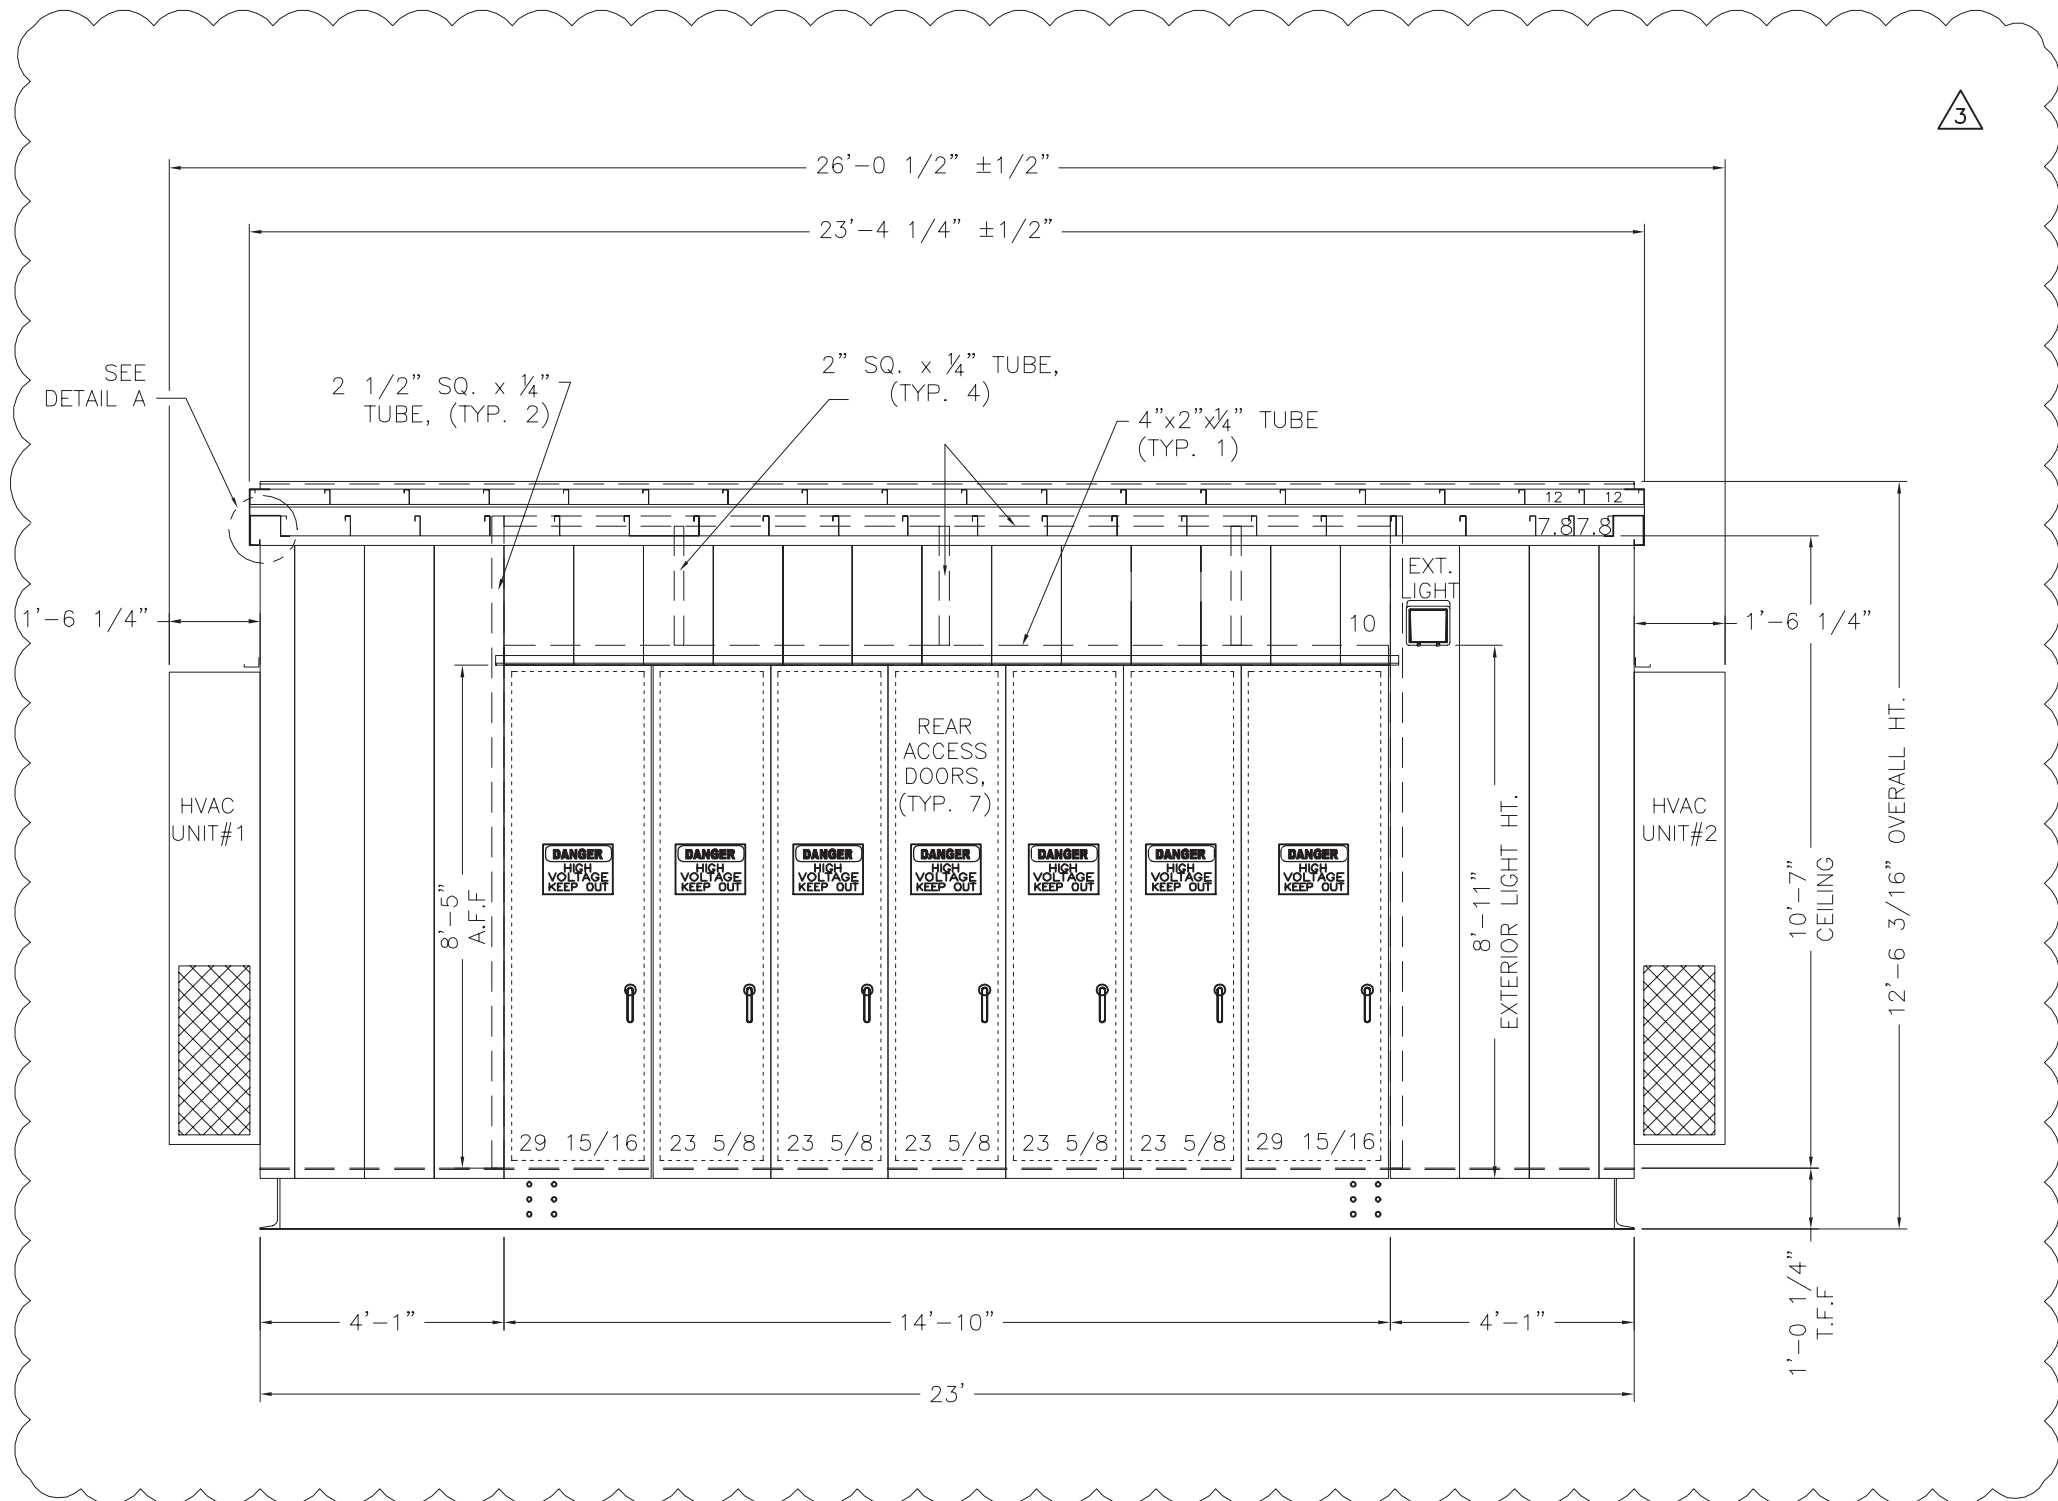 3
26'-0 1/2" ±1/2"
23'-4 1/4" ±1/2"
SEE
DETAIL A
2 1/2" SQ. x 1/4"
TUBE, (TYP. 2)
2" SQ. x 1/4" TUBE,
(TYP. 4)
4"x2"x1/4" TUBE
(TYP. 1)
12 12
7.8 7.8
EXT.
LIGHT
10
1'-6 1/4"
1'-6 1/4"
HVAC
UNIT#1
REAR
ACCESS
DOORS,
(TYP. 7)
HVAC
UNIT#2
DANGER
HIGH
VOLTAGE
KEEP OUT
DANGER
HIGH
VOLTAGE
KEEP OUT
DANGER
HIGH
VOLTAGE
KEEP OUT
DANGER
HIGH
VOLTAGE
KEEP OUT
DANGER
HIGH
VOLTAGE
KEEP OUT
DANGER
HIGH
VOLTAGE
KEEP OUT
DANGER
HIGH
VOLTAGE
KEEP OUT
8'-5"
A.F.F
8'-11"
EXTERIOR LIGHT HT.
10'-7"
CEILING
12'-6 3/16" OVERALL HT.
29 15/16 23 5/8 23 5/8 23 5/8 23 5/8 23 5/8 29 15/16
1'-0 1/4"
T.F.F
4'-1" 14'-10" 4'-1"
23'